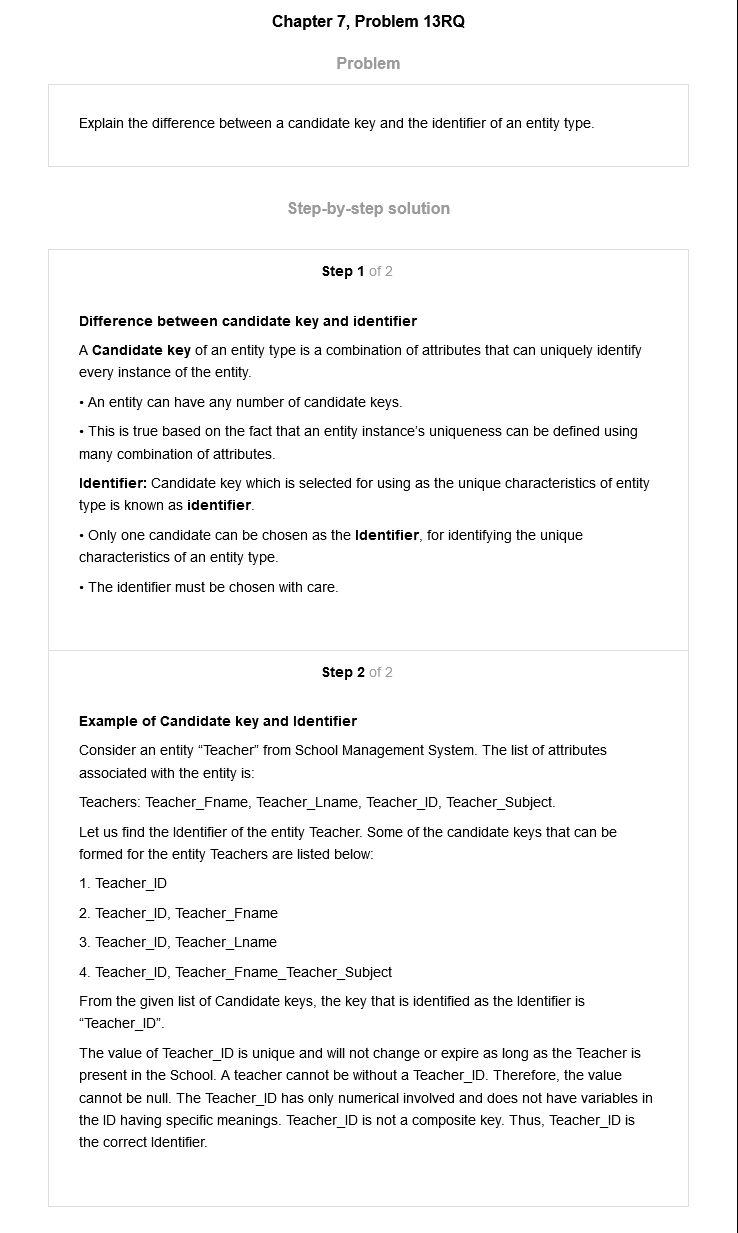 Chapter 7, Problem 13RQ
Problem
Explain the difference between a candidate key and the identifier of an entity type.
Step-by-step solution
Step 1 of 2
Difference between candidate key and identifier
A Candidate key of an entity type is a combination of attributes that can uniquely identify
every instance of the entity.
• An entity can have any number of candidate keys.
• This is true based on the fact that an entity instance's uniqueness can be defined using
many combination of attributes.
Identifier: Candidate key which is selected for using as the unique characteristics of entity
type is known as identifier.
• Only one candidate can be chosen as the Identifier, for identifying the unique
characteristics of an entity type.
• The identifier must be chosen with care.
Step 2 of 2
Example of Candidate key and Identifier
Consider an entity “Teacher” from School Management System. The list of attributes
associated with the entity is:
Teachers: Teacher_Fname, Teacher_Lname, Teacher_ID, Teacher_Subject.
Let us find the Identifier of the entity Teacher. Some of the candidate keys that can be
formed for the entity Teachers are listed below:
1. Teacher_ID
2. Teacher_ID, Teacher_Fname
3. Teacher_ID, Teacher_Lname
4. Teacher_ID, Teacher_Fname_Teacher_Subject
From the given list of Candidate keys, the key that is identified as the Identifier is
“Teacher_ID”.
The value of Teacher_ID is unique and will not change or expire as long as the Teacher is
present in the School. A teacher cannot be without a Teacher_ID. Therefore, the value
cannot be null. The Teacher_ID has only numerical involved and does not have variables in
the ID having specific meanings. Teacher_ID is not a composite key. Thus, Teacher_ID is
the correct Identifier.